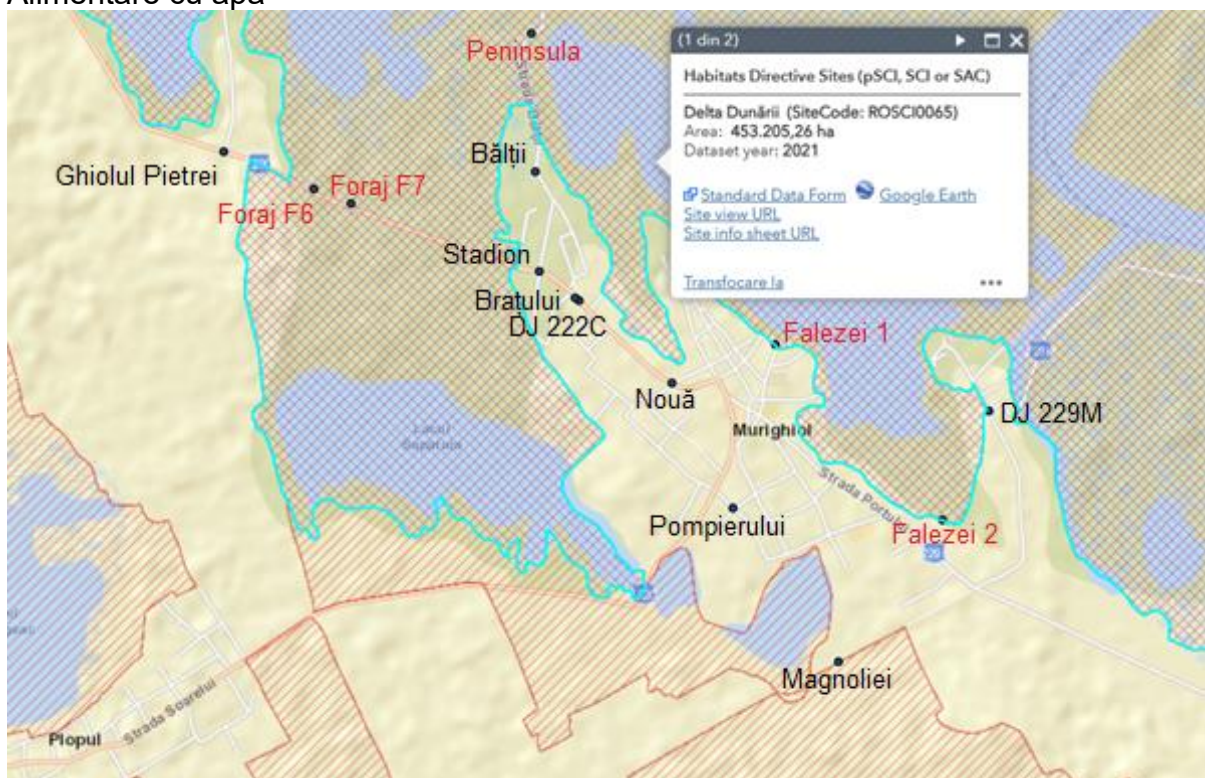 Alimentare cu apă
(1 din 2)
Habitats Directive Sites (pSCI, SCI or SAC)
Delta Dunării (SiteCode: ROSCI0065)
Area: 453.205,26 ha
Dataset year: 2021
Standard Data Form Google Earth
Site view URL
Site info sheet URL
Transfocare la
Peninsula
Bălții
Ghiolul Pietrei
Foraj F7
Foraj F6
Stadion
Brațului
DJ 222C
Falezei 1
Nouă
DJ 229M
Murighiol
Lacul
Strada Portului
Pompierului
Falezei 2
Magnoliei
Strada Soarelui
Plopul